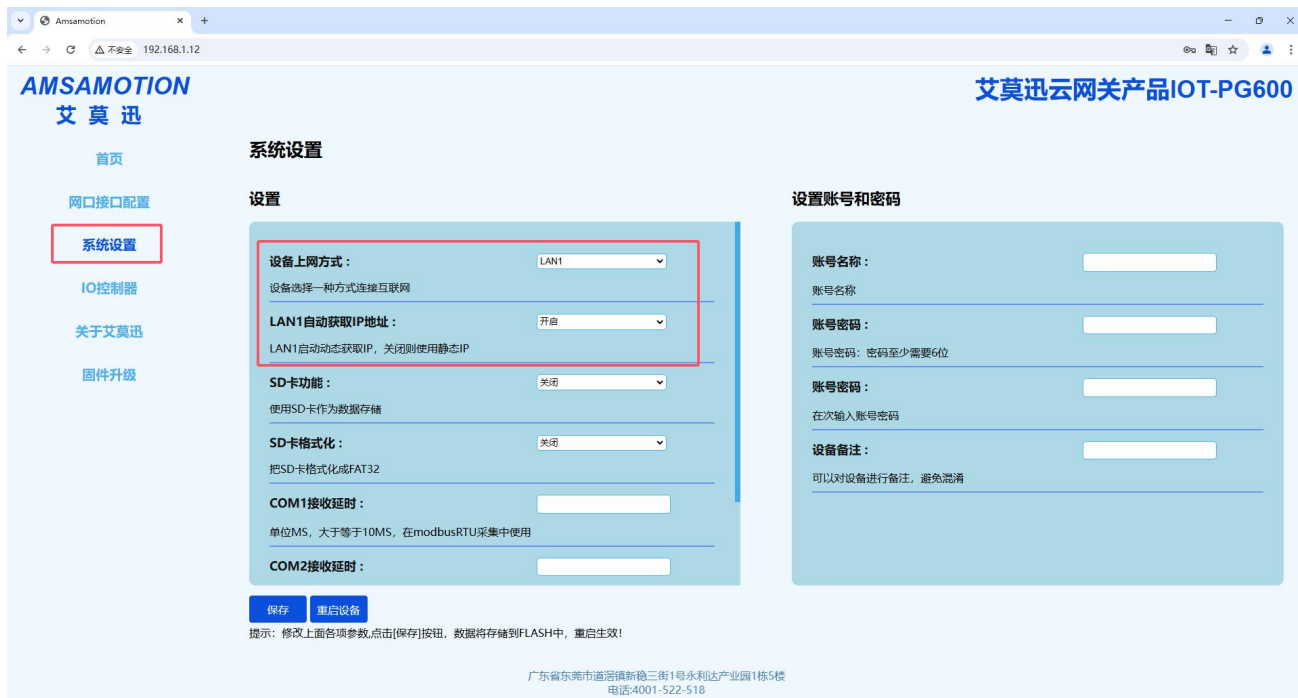 Amsamotion
不安全 192.168.1.12
AMSAMOTION
艾莫迅
艾莫迅云网关产品IOT-PG600
首页
网口接口配置
系统设置
IO控制器
关于艾莫迅
固件升级
系统设置
设置
设备上网方式： LAN1
设备选择一种方式连接互联网
LAN1自动获取IP地址： 开启
LAN1启动动态获取IP，关闭则使用静态IP
SD卡功能： 关闭
使用SD卡作为数据存储
SD卡格式化： 关闭
把SD卡格式化成FAT32
COM1接收延时：
单位MS，大于等于10MS，在modbusRTU采集中使用
COM2接收延时：
设置账号和密码
账号名称：
账号名称
账号密码：
账号密码：密码至少需要6位
账号密码：
在次输入账号密码
设备备注：
可以对设备进行备注，避免混淆
保存 重启设备
提示：修改上面各项参数,点击[保存]按钮，数据将存储到FLASH中，重启生效！
广东省东莞市道滘镇新稳三街1号永利达产业园1栋5楼
电话:4001-522-518